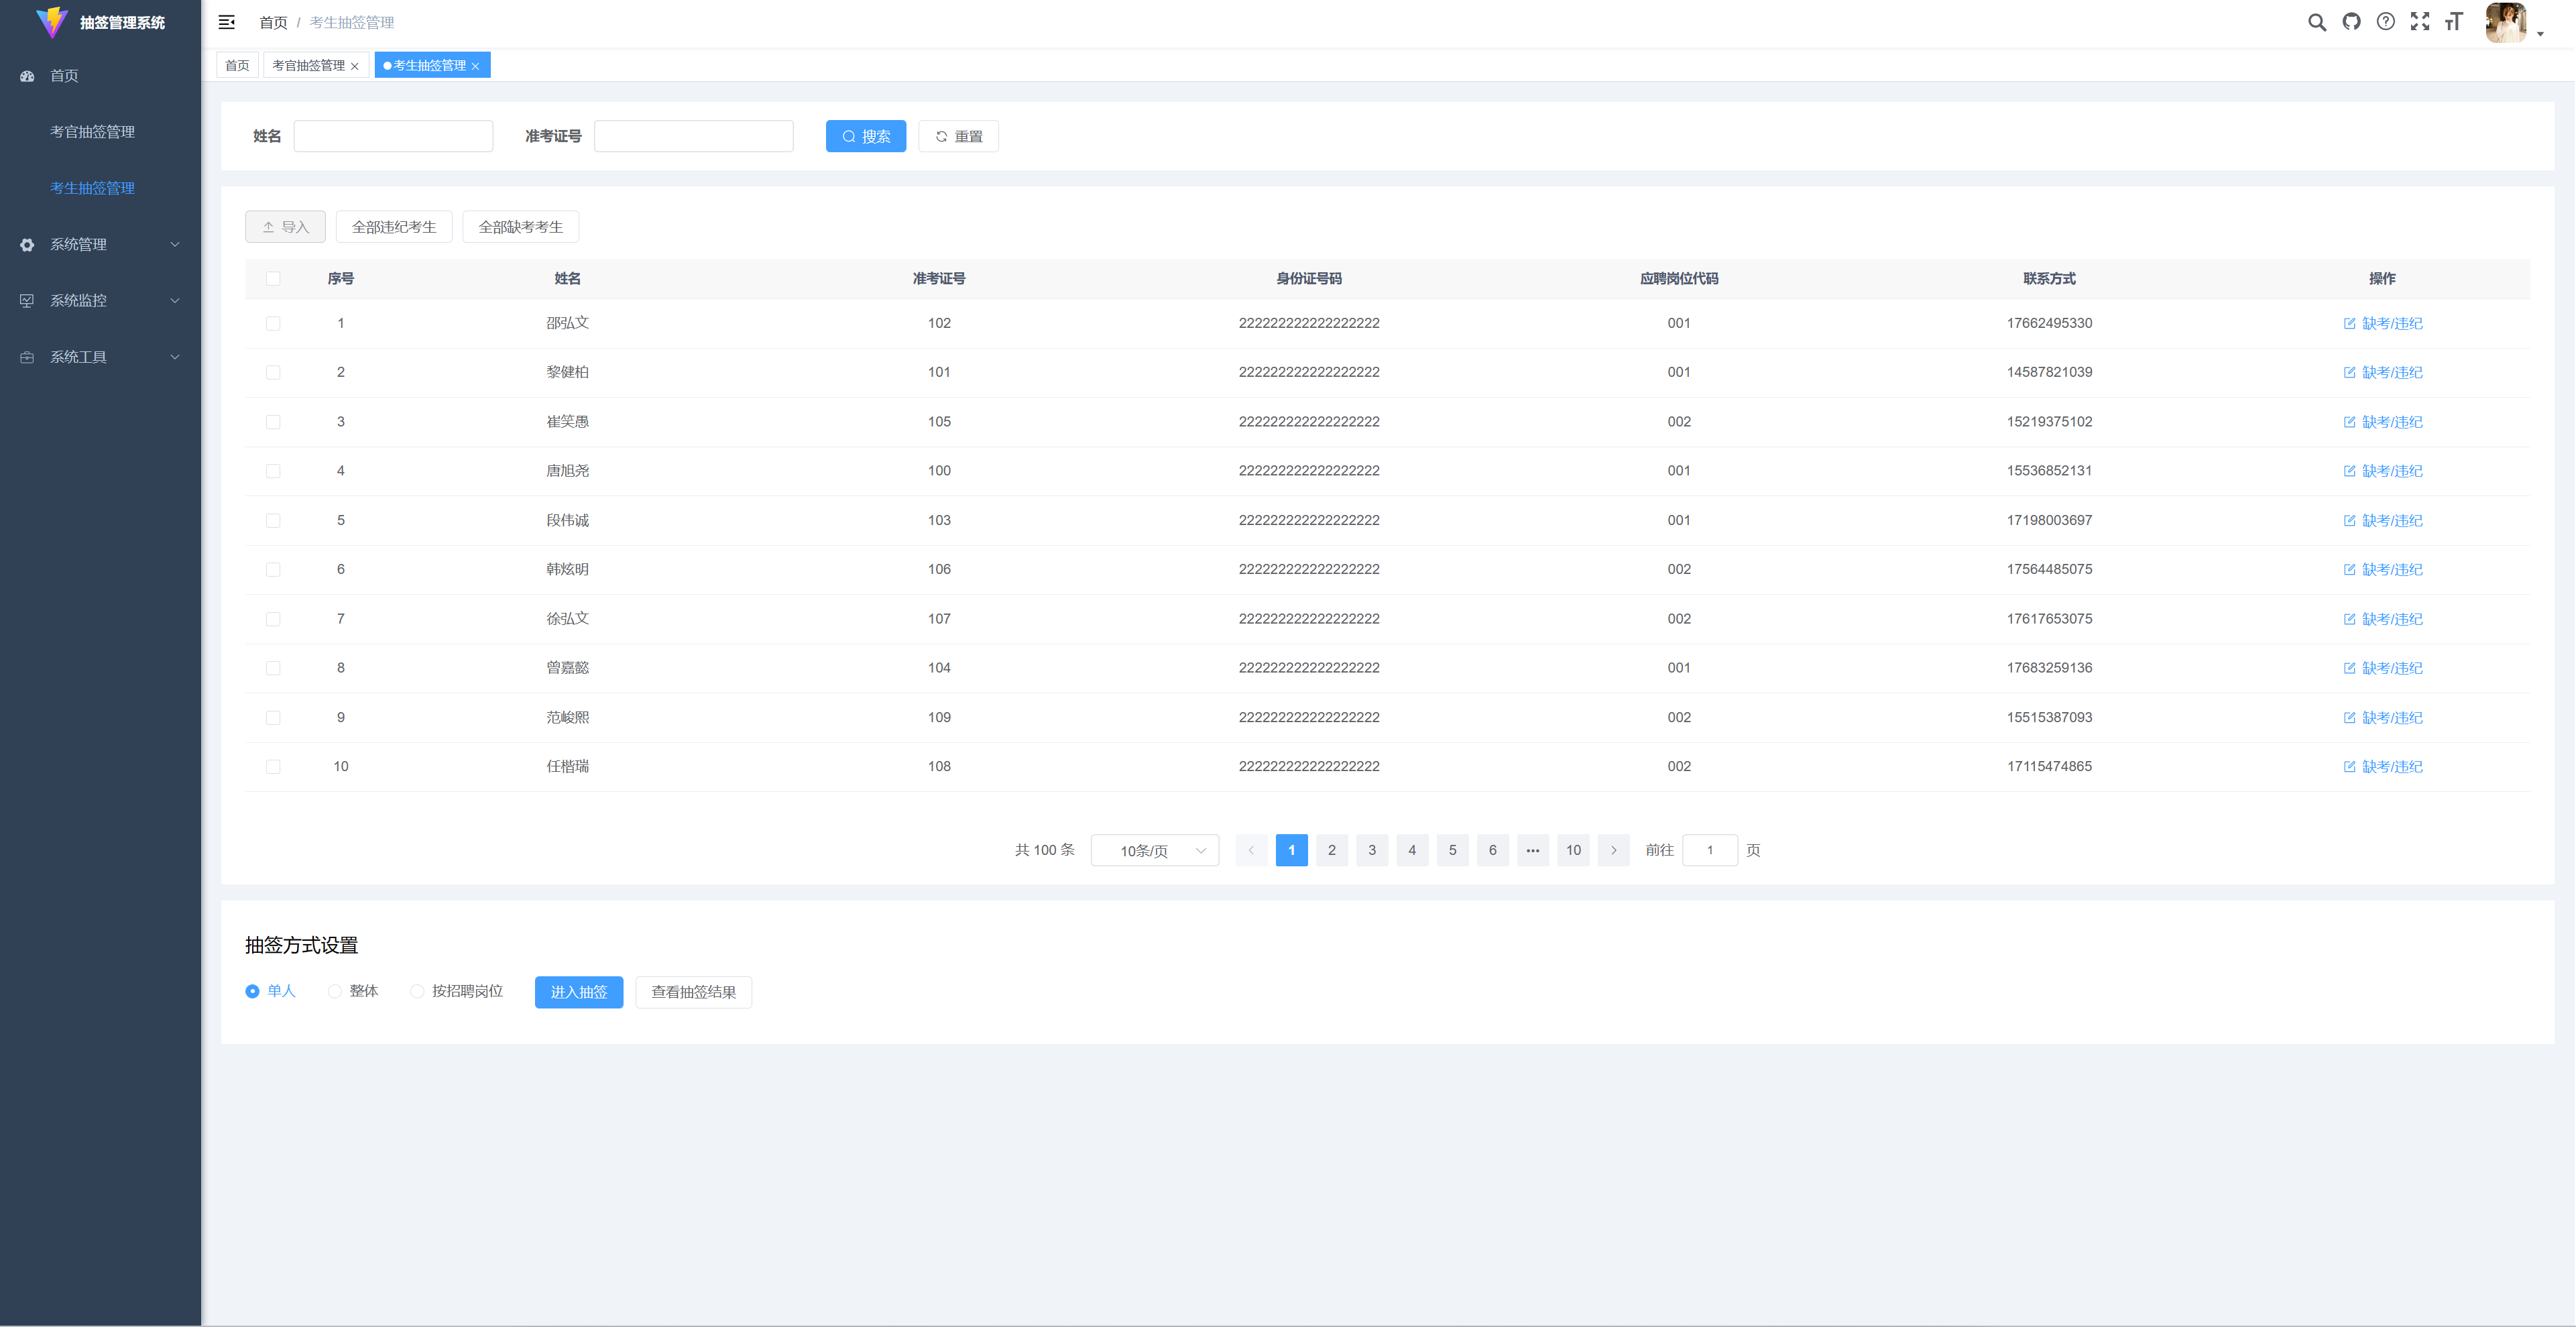 抽签管理系统
首页 / 考生抽签管理
首页
考官抽签管理
考生抽签管理
系统管理
系统监控
系统工具
首页 考官抽签管理 考生抽签管理
姓名 准考证号 搜索 重置
导入 全部违纪考生 全部缺考考生
序号 姓名 准考证号 身份证号码 应聘岗位代码 联系方式 操作
1 邵弘文 102 222222222222222222 001 17662495330 缺考/违纪
2 黎健柏 101 222222222222222222 001 14587821039 缺考/违纪
3 崔笑愚 105 222222222222222222 002 15219375102 缺考/违纪
4 唐旭尧 100 222222222222222222 001 15536852131 缺考/违纪
5 段伟诚 103 222222222222222222 001 17198003697 缺考/违纪
6 韩炫明 106 222222222222222222 002 17564485075 缺考/违纪
7 徐弘文 107 222222222222222222 002 17617653075 缺考/违纪
8 曾嘉懿 104 222222222222222222 001 17683259136 缺考/违纪
9 范峻熙 109 222222222222222222 002 15515387093 缺考/违纪
10 任楷瑞 108 222222222222222222 002 17115474865 缺考/违纪
共 100 条 10条/页 1 2 3 4 5 6 ••• 10 前往 1 页
抽签方式设置
单人 整体 按招聘岗位 进入抽签 查看抽签结果